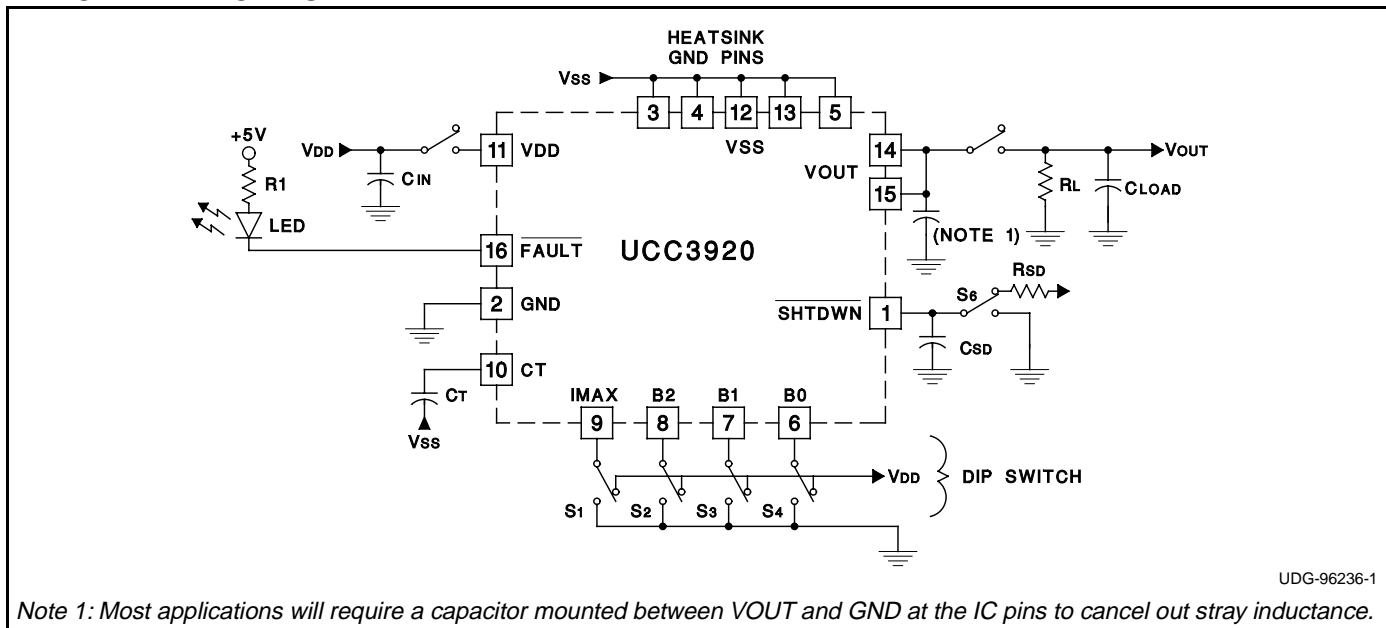 HEATSINK
GND PINS
VSS
3 4 12 13 5
VSS
+5V
R1
LED
VDD
CIN
11 VDD
16 FAULT
2 GND
10 CT
CT
VSS
UCC3920
VOUT
14
15
(NOTE 1)
RL
CLOAD
VOUT
SHTDWN 1
CSD
S6
RSD
IMAX B2 B1 B0
9 8 7 6
S1 S2 S3 S4
VDD
DIP SWITCH
UDG-96236-1
Note 1: Most applications will require a capacitor mounted between VOUT and GND at the IC pins to cancel out stray inductance.